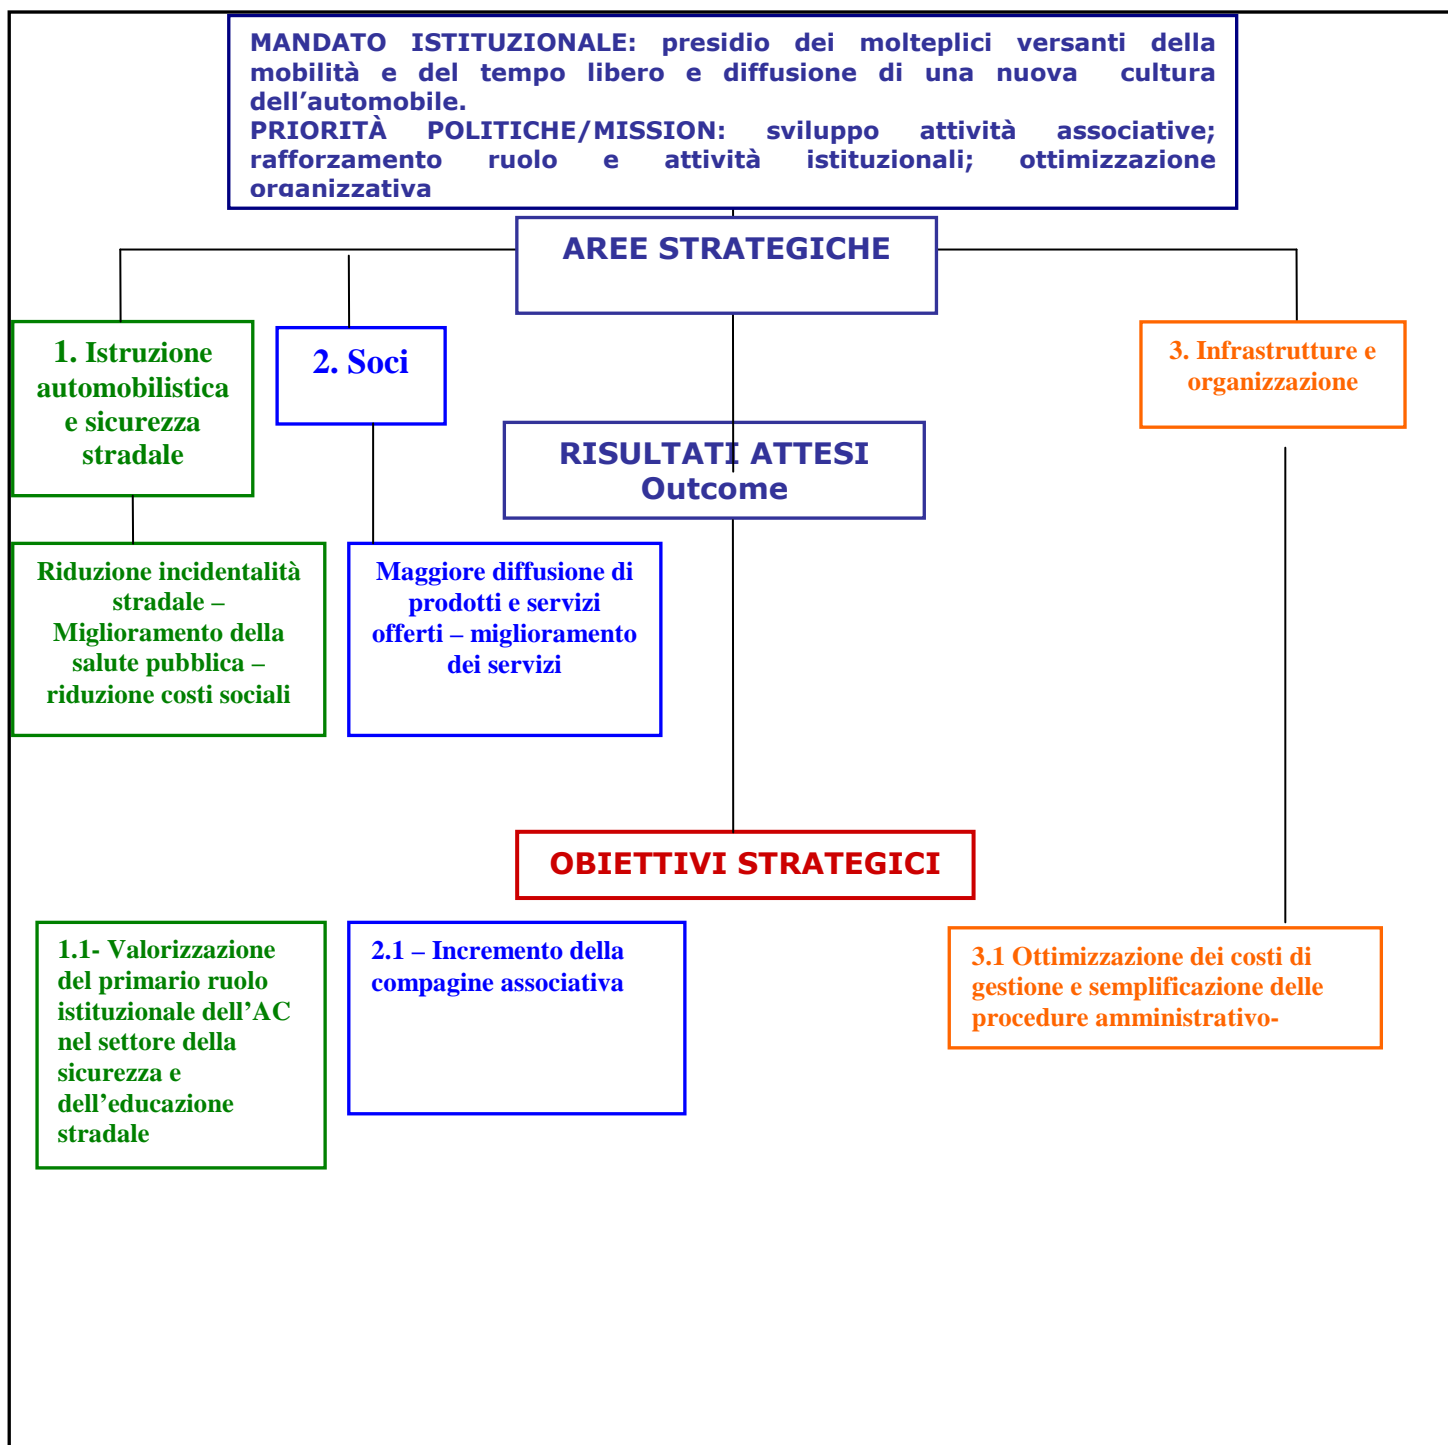 MANDATO ISTITUZIONALE: presidio dei molteplici versanti della
mobilità e del tempo libero e diffusione di una nuova cultura
dell’automobile.
PRIORITÀ POLITICHE/MISSION: sviluppo attività associative;
rafforzamento ruolo e attività istituzionali; ottimizzazione
organizzativa
AREE STRATEGICHE
1. Istruzione
automobilistica
e sicurezza
stradale
2. Soci
3. Infrastrutture e
organizzazione
RISULTATI ATTESI
Outcome
Riduzione incidentalità
stradale –
Miglioramento della
salute pubblica –
riduzione costi sociali
Maggiore diffusione di
prodotti e servizi
offerti – miglioramento
dei servizi
OBIETTIVI STRATEGICI
1.1- Valorizzazione
del primario ruolo
istituzionale dell’AC
nel settore della
sicurezza e
dell’educazione
stradale
2.1 – Incremento della
compagine associativa
3.1 Ottimizzazione dei costi di
gestione e semplificazione delle
procedure amministrativo-